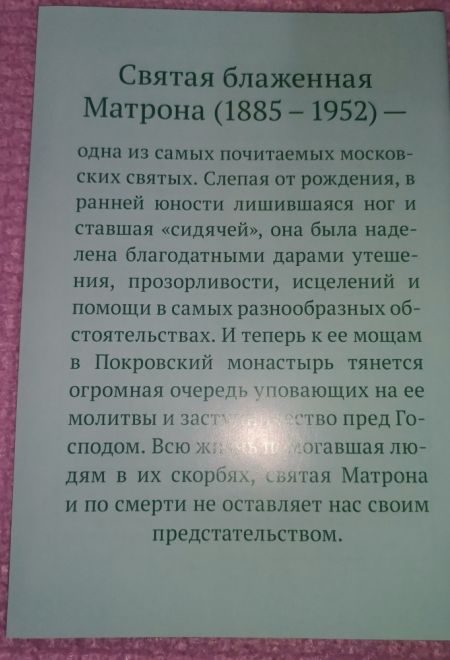 Святая блаженная
Матрона (1885 – 1952) —
одна из самых почитаемых москов-
ских святых. Слепая от рождения, в
ранней юности лишившаяся ног и
ставшая «сидячей», она была наде-
лена благодатными дарами утеше-
ния, прозорливости, исцелений и
помощи в самых разнообразных об-
стоятельствах. И теперь к ее мощам
в Покровский монастырь тянется
огромная очередь уповающих на ее
молитвы и заступничество пред Го-
сподом. Всю жизнь помогавшая лю-
дям в их скорбях, святая Матрона
и по смерти не оставляет нас своим
предстательством.